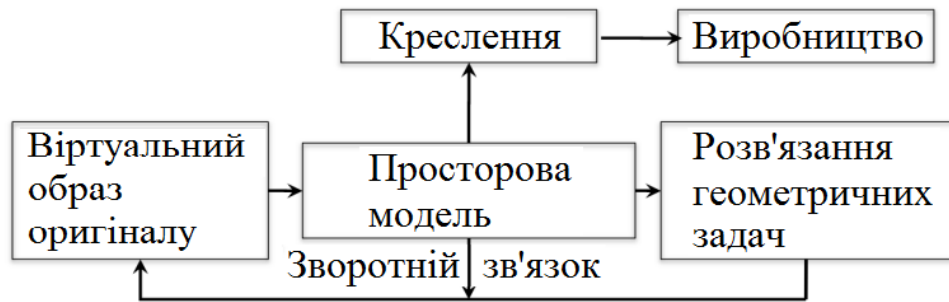 Креслення
Виробництво
Віртуальний
образ
оригіналу
Просторова
модель
Розв'язання
геометричних
задач
Зворотній зв'язок